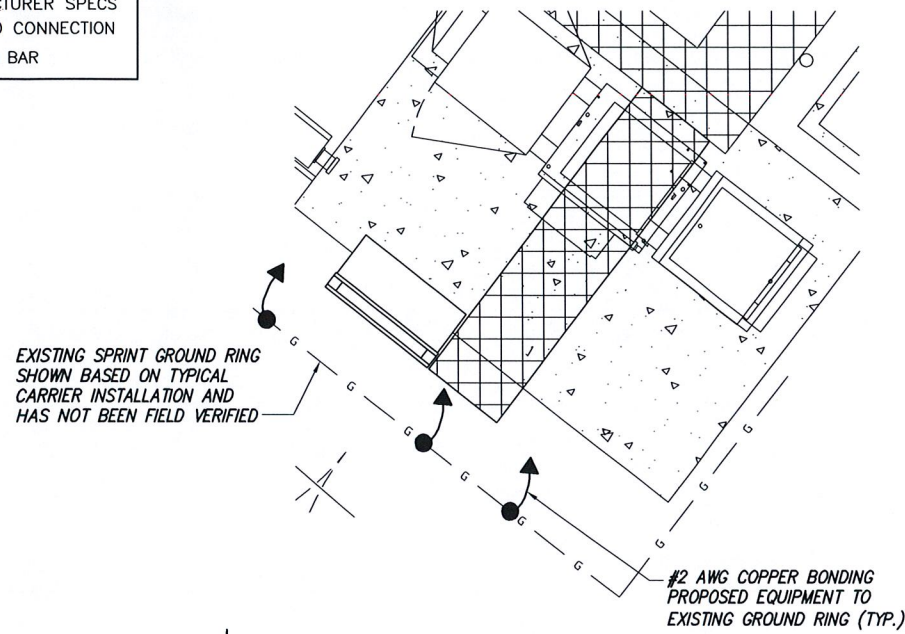 CTURER SPECS
CONNECTION
BAR
EXISTING SPRINT GROUND RING
SHOWN BASED ON TYPICAL
CARRIER INSTALLATION AND
HAS NOT BEEN FIELD VERIFIED
G
G
G
G
G
G
G
G
G
G
#2 AWG COPPER BONDING
PROPOSED EQUIPMENT TO
EXISTING GROUND RING (TYP.)